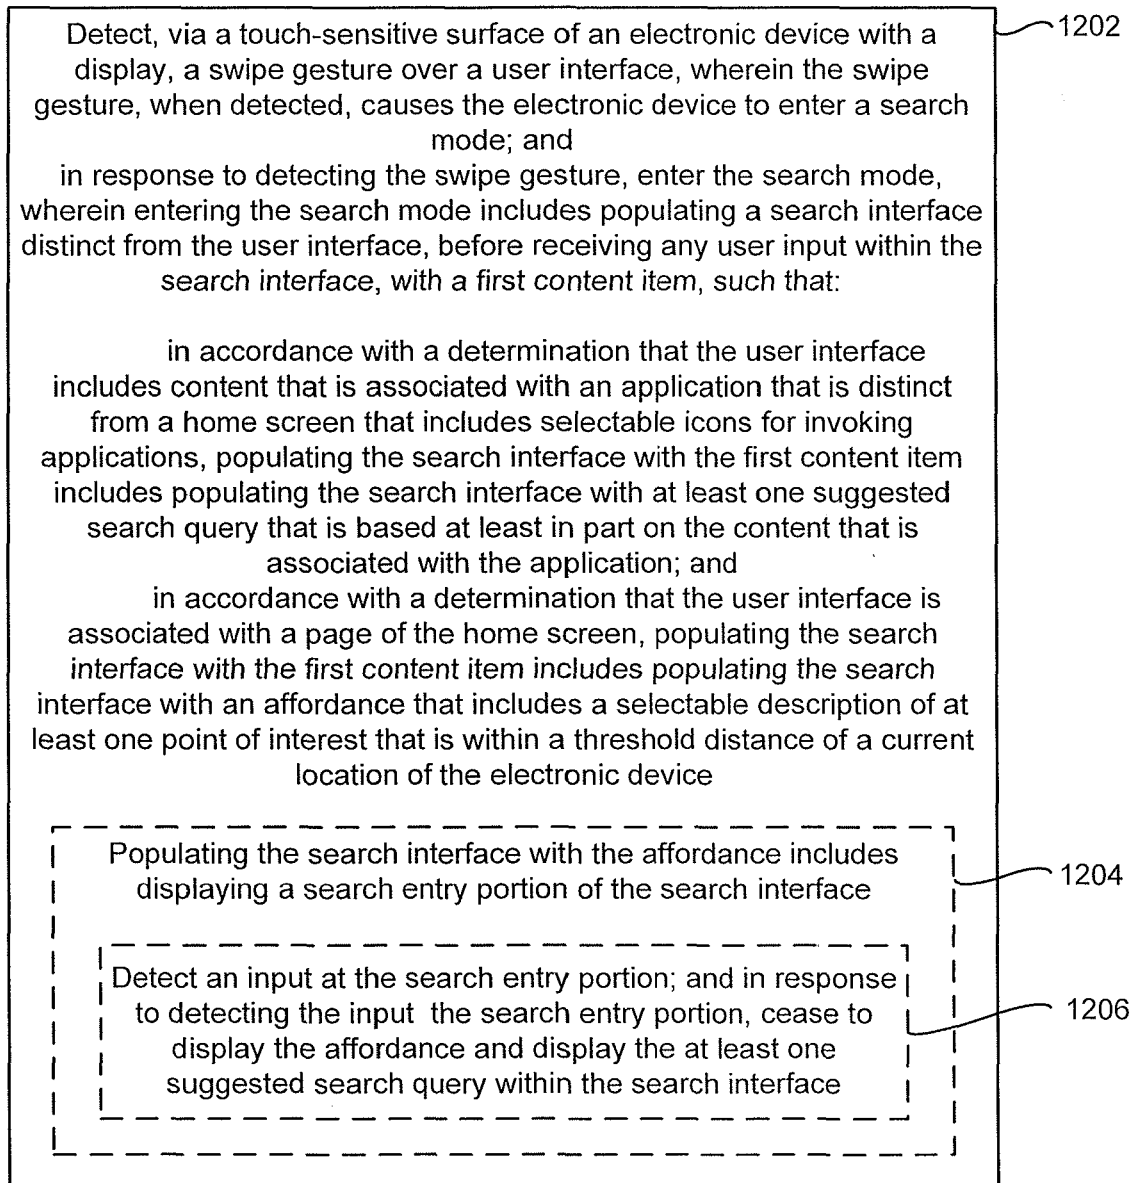 Detect, via a touch-sensitive surface of an electronic device with a
display, a swipe gesture over a user interface, wherein the swipe
gesture, when detected, causes the electronic device to enter a search
mode; and
in response to detecting the swipe gesture, enter the search mode,
wherein entering the search mode includes populating a search interface
distinct from the user interface, before receiving any user input within the
search interface, with a first content item, such that:
in accordance with a determination that the user interface
includes content that is associated with an application that is distinct
from a home screen that includes selectable icons for invoking
applications, populating the search interface with the first content item
includes populating the search interface with at least one suggested
search query that is based at least in part on the content that is
associated with the application; and
in accordance with a determination that the user interface is
associated with a page of the home screen, populating the search
interface with the first content item includes populating the search
interface with an affordance that includes a selectable description of at
least one point of interest that is within a threshold distance of a current
location of the electronic device
1202
Populating the search interface with the affordance includes
displaying a search entry portion of the search interface
1204
Detect an input at the search entry portion; and in response
to detecting the input the search entry portion, cease to
display the affordance and display the at least one
suggested search query within the search interface
1206